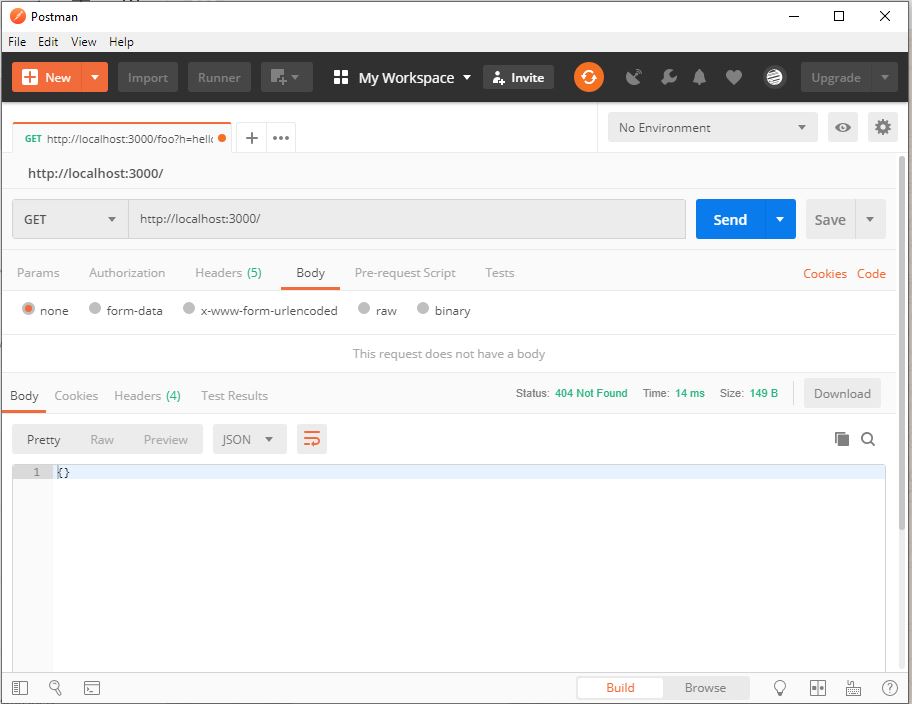 Postman
File Edit View Help
New Import Runner My Workspace Invite Upgrade
GET http://localhost:3000/foo?h=hello No Environment
http://localhost:3000/
GET http://localhost:3000/ Send Save
Params Authorization Headers (5) Body Pre-request Script Tests Cookies Code
none form-data x-www-form-urlencoded raw binary
This request does not have a body
Body Cookies Headers (4) Test Results Status: 404 Not Found Time: 14 ms Size: 149 B Download
Pretty Raw Preview JSON
1 {}
Build Browse